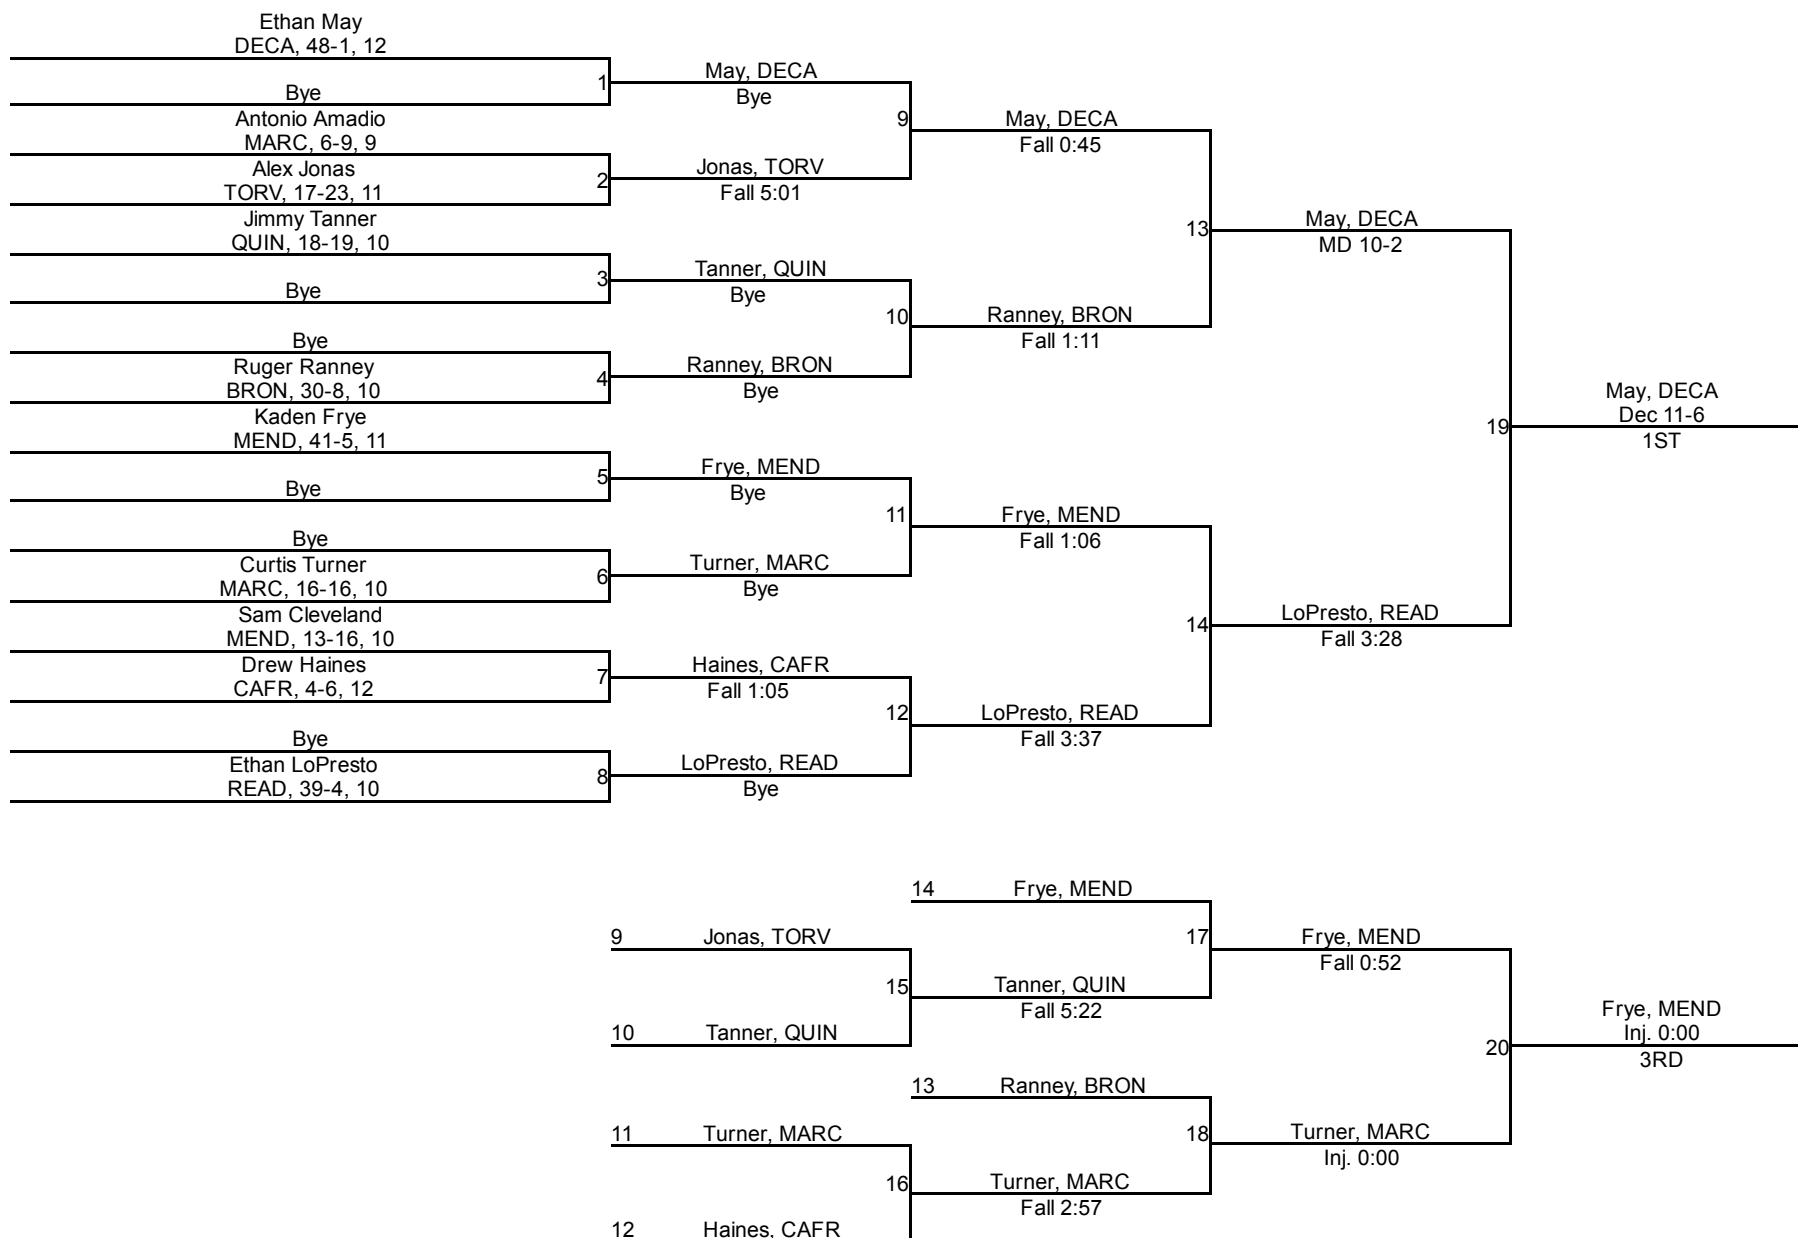 Ethan May
DECA, 48-1, 12
Bye
1
Antonio Amadio
MARC, 6-9, 9
Alex Jonas
TORV, 17-23, 11
2
Jimmy Tanner
QUIN, 18-19, 10
Bye
3
Bye
Ruger Ranney
BRON, 30-8, 10
4
Kaden Frye
MEND, 41-5, 11
Bye
5
Bye
Curtis Turner
MARC, 16-16, 10
6
Sam Cleveland
MEND, 13-16, 10
Drew Haines
CAFR, 4-6, 12
7
Bye
Ethan LoPresto
READ, 39-4, 10
8
May, DECA
Bye
9
Jonas, TORV
Fall 5:01
Tanner, QUIN
Bye
10
Ranney, BRON
Bye
Frye, MEND
Bye
11
Turner, MARC
Bye
Haines, CAFR
Fall 1:05
12
LoPresto, READ
Bye
May, DECA
Fall 0:45
13
Ranney, BRON
Fall 1:11
Frye, MEND
Fall 1:06
14
LoPresto, READ
Fall 3:37
May, DECA
MD 10-2
19
LoPresto, READ
Fall 3:28
May, DECA
Dec 11-6
1ST
14 Frye, MEND
9 Jonas, TORV
15
10 Tanner, QUIN
Tanner, QUIN
Fall 5:22
17
13 Ranney, BRON
11 Turner, MARC
16
12 Haines, CAFR
Turner, MARC
Fall 2:57
18
Frye, MEND
Fall 0:52
20
Turner, MARC
Inj. 0:00
Frye, MEND
Inj. 0:00
3RD